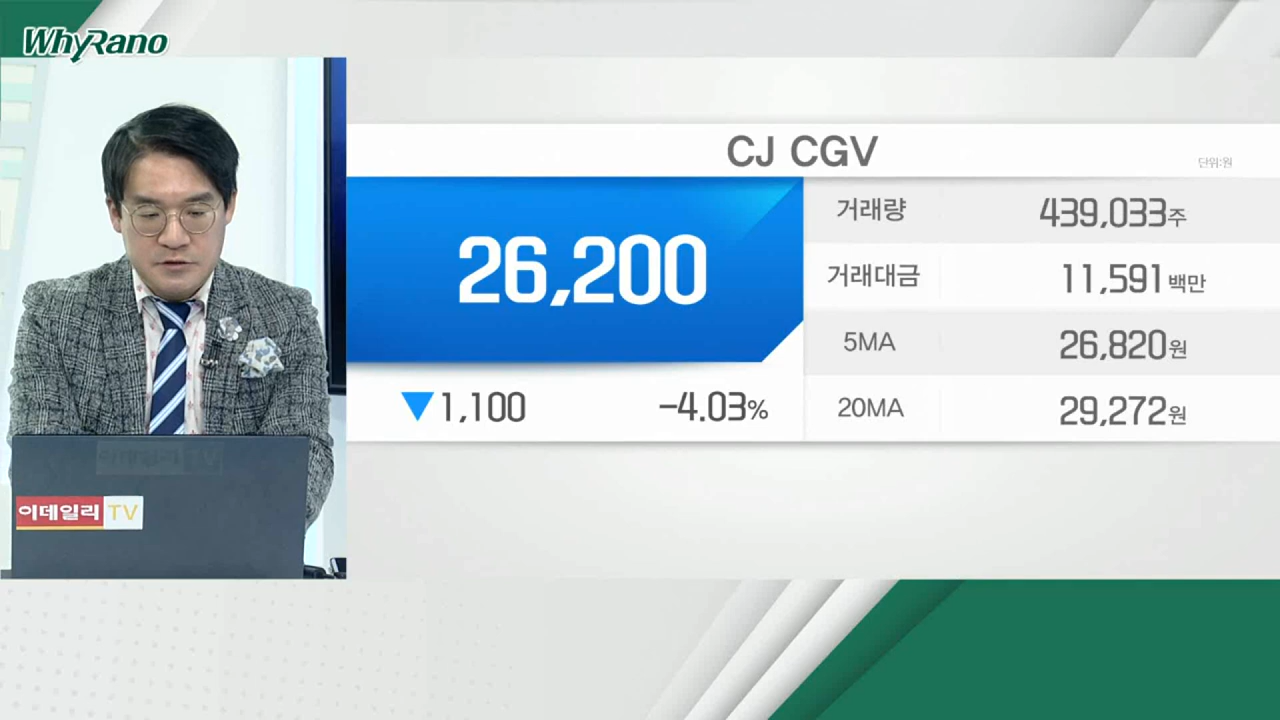 WhyRano
CJ CGV
단위:원
26,200
▼1,100 -4.03%
거래량 439,033주
거래대금 11,591백만
5MA 26,820원
20MA 29,272원
이데일리 TV